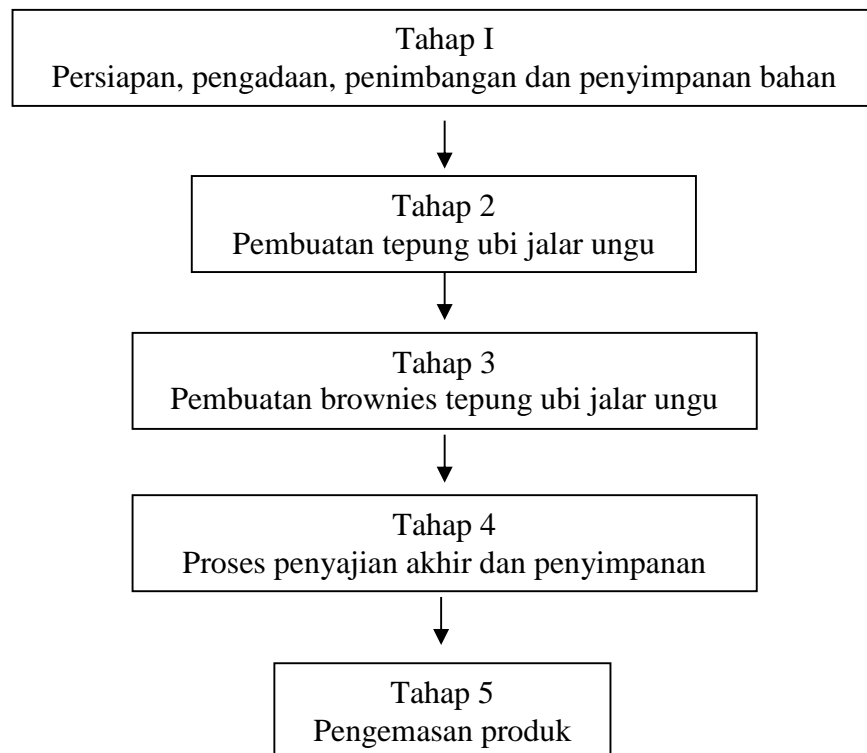 Tahap I
Persiapan, pengadaan, penimbangan dan penyimpanan bahan
Tahap 2
Pembuatan tepung ubi jalar ungu
Tahap 3
Pembuatan brownies tepung ubi jalar ungu
Tahap 4
Proses penyajian akhir dan penyimpanan
Tahap 5
Pengemasan produk